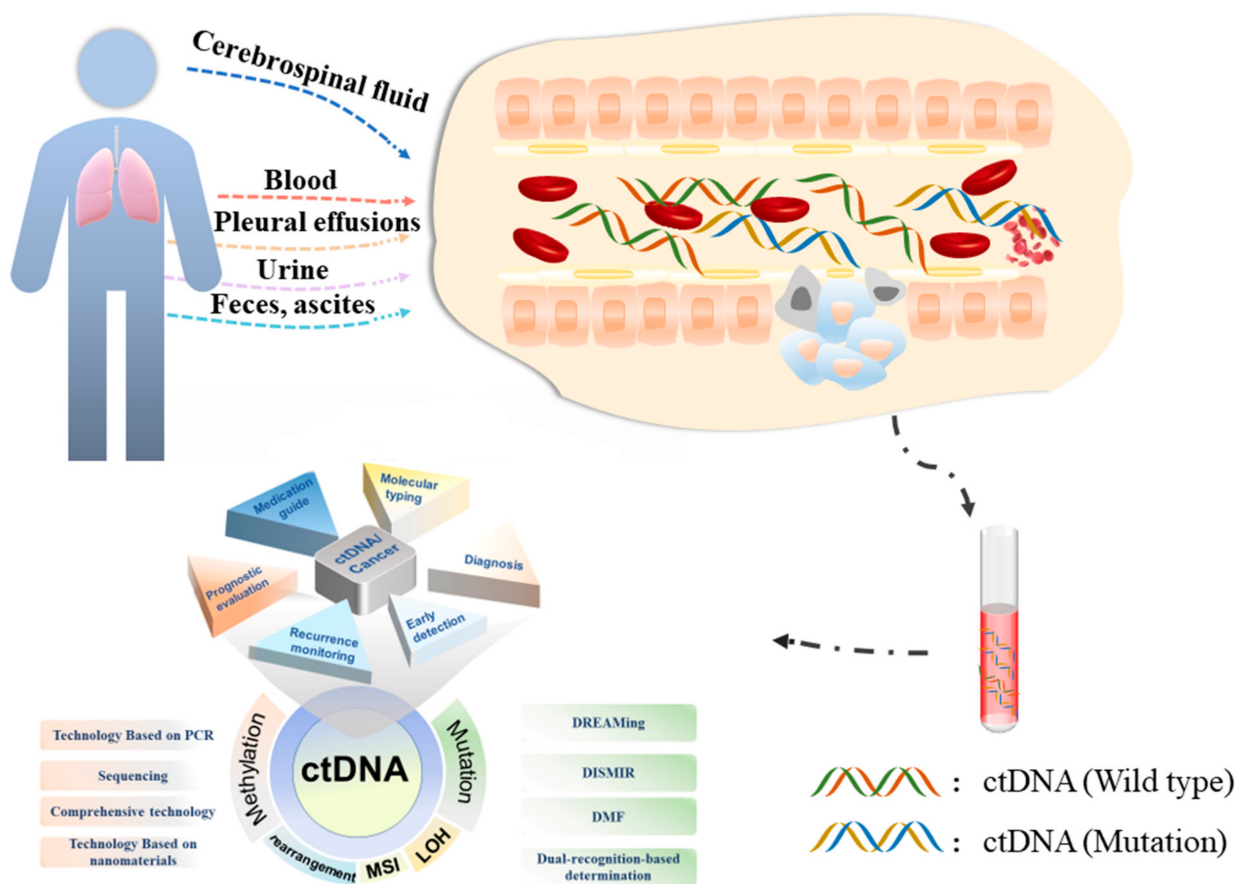 Cerebrospinal fluid
Blood
Pleural effusions
Urine
Feces, ascites
Medication
guide
Molecular
typing
ctDNA/
Cancer
Diagnosis
Prognostic
evaluation
Recurrence
monitoring
Early
detection
Technology Based on PCR
Sequencing
Comprehensive technology
Technology Based on
nanomaterials
Methylation
ctDNA
Mutation
rearrangement
MSI
LOH
DREAMing
DISMIR
DMF
Dual-recognition-based
determination
: ctDNA (Wild type)
: ctDNA (Mutation)